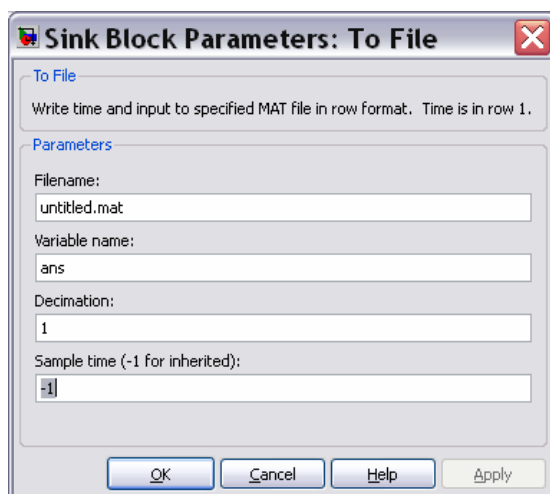 Sink Block Parameters: To File
To File
Write time and input to specified MAT file in row format.  Time is in row 1.
Parameters
Filename:
untitled.mat
Variable name:
ans
Decimation:
1
Sample time (-1 for inherited):
-1
OK Cancel Help Apply